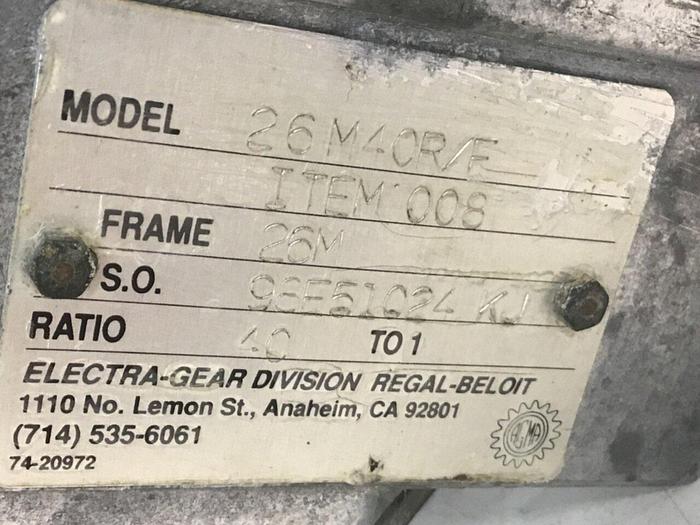 MODEL 26M40R/F
ITEM 008
FRAME 26M
S.O. KJ
RATIO 40 TO 1
ELECTRA-GEAR DIVISION REGAL-BELOIT
1110 No. Lemon St., Anaheim, CA 92801
(714) 535-6061
74-20972
AGMA